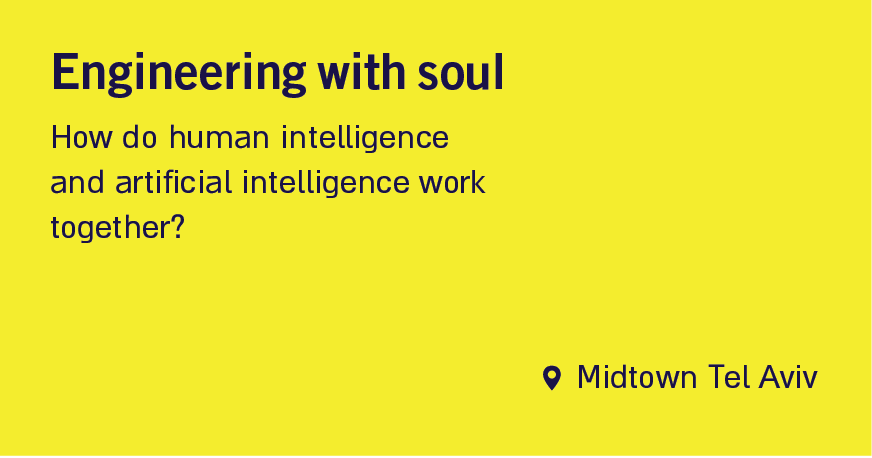 Engineering with soul
How do human intelligence
and artificial intelligence work
together?
Midtown Tel Aviv